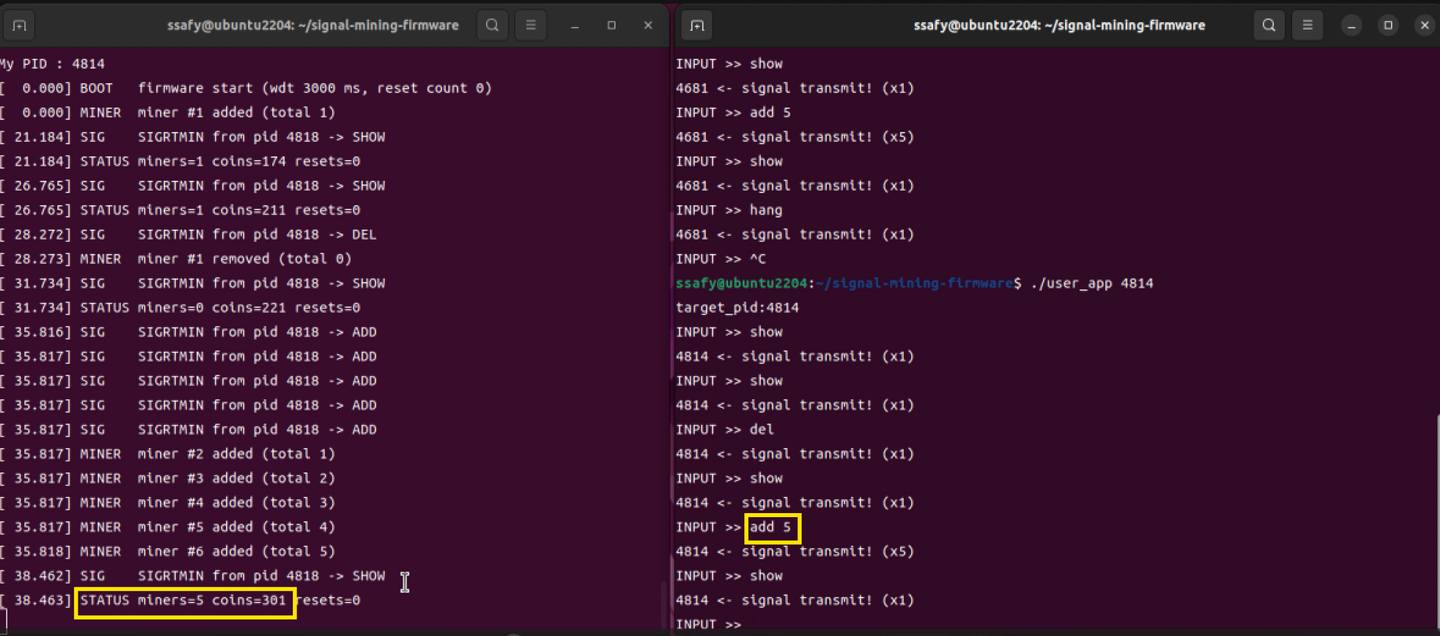 ssafy@ubuntu2204: ~/signal-mining-firmware
My PID : 4814
[  0.000] BOOT   firmware start (wdt 3000 ms, reset count 0)
[  0.000] MINER  miner #1 added (total 1)
[ 21.184] SIG    SIGRTMIN from pid 4818 -> SHOW
[ 21.184] STATUS miners=1 coins=174 resets=0
[ 26.765] SIG    SIGRTMIN from pid 4818 -> SHOW
[ 26.765] STATUS miners=1 coins=211 resets=0
[ 28.272] SIG    SIGRTMIN from pid 4818 -> DEL
[ 28.273] MINER  miner #1 removed (total 0)
[ 31.734] SIG    SIGRTMIN from pid 4818 -> SHOW
[ 31.734] STATUS miners=0 coins=221 resets=0
[ 35.816] SIG    SIGRTMIN from pid 4818 -> ADD
[ 35.817] SIG    SIGRTMIN from pid 4818 -> ADD
[ 35.817] SIG    SIGRTMIN from pid 4818 -> ADD
[ 35.817] SIG    SIGRTMIN from pid 4818 -> ADD
[ 35.817] SIG    SIGRTMIN from pid 4818 -> ADD
[ 35.817] MINER  miner #2 added (total 1)
[ 35.817] MINER  miner #3 added (total 2)
[ 35.817] MINER  miner #4 added (total 3)
[ 35.817] MINER  miner #5 added (total 4)
[ 35.818] MINER  miner #6 added (total 5)
[ 38.462] SIG    SIGRTMIN from pid 4818 -> SHOW
[ 38.463] STATUS miners=5 coins=301 resets=0
ssafy@ubuntu2204: ~/signal-mining-firmware
INPUT >> show
4681 <- signal transmit! (x1)
INPUT >> add 5
4681 <- signal transmit! (x5)
INPUT >> show
4681 <- signal transmit! (x1)
INPUT >> hang
4681 <- signal transmit! (x1)
INPUT >> ^C
ssafy@ubuntu2204:~/signal-mining-firmware$ ./user_app 4814
target_pid:4814
INPUT >> show
4814 <- signal transmit! (x1)
INPUT >> show
4814 <- signal transmit! (x1)
INPUT >> del
4814 <- signal transmit! (x1)
INPUT >> show
4814 <- signal transmit! (x1)
INPUT >> add 5
4814 <- signal transmit! (x5)
INPUT >> show
4814 <- signal transmit! (x1)
INPUT >>